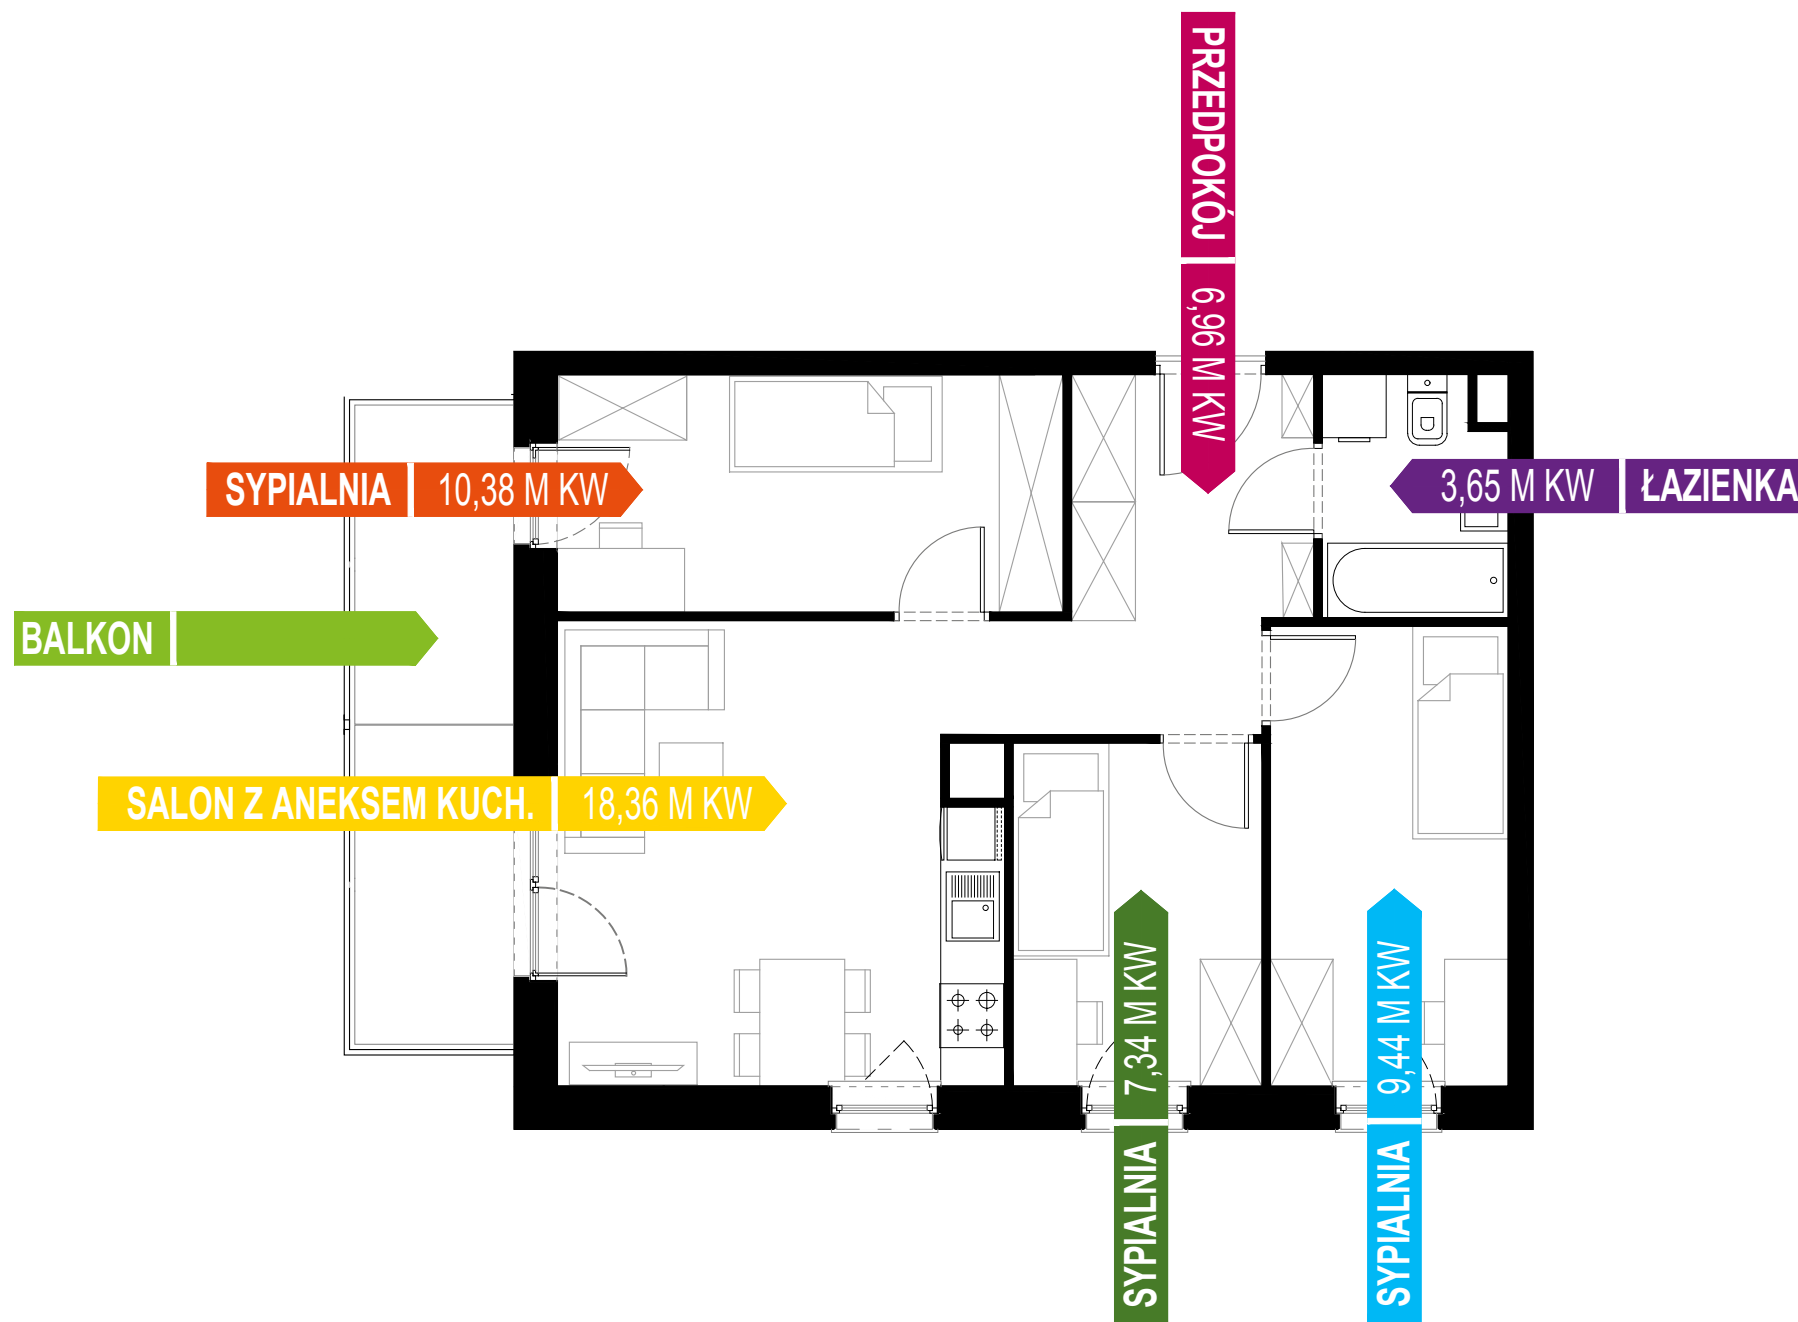 PRZEDPOKÓJ 6,96 M KW
SYPIALNIA 10,38 M KW
3,65 M KW ŁAZIENKA
BALKON
SALON Z ANEKSEM KUCH. 18,36 M KW
SYPIALNIA 7,34 M KW
SYPIALNIA 9,44 M KW